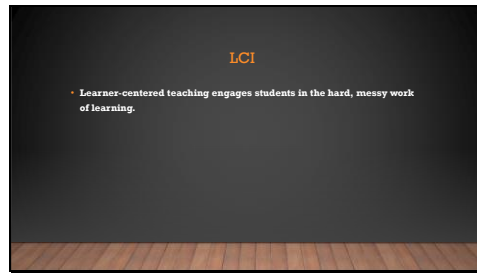 LCI
• Learner-centered teaching engages students in the hard, messy work
of learning.